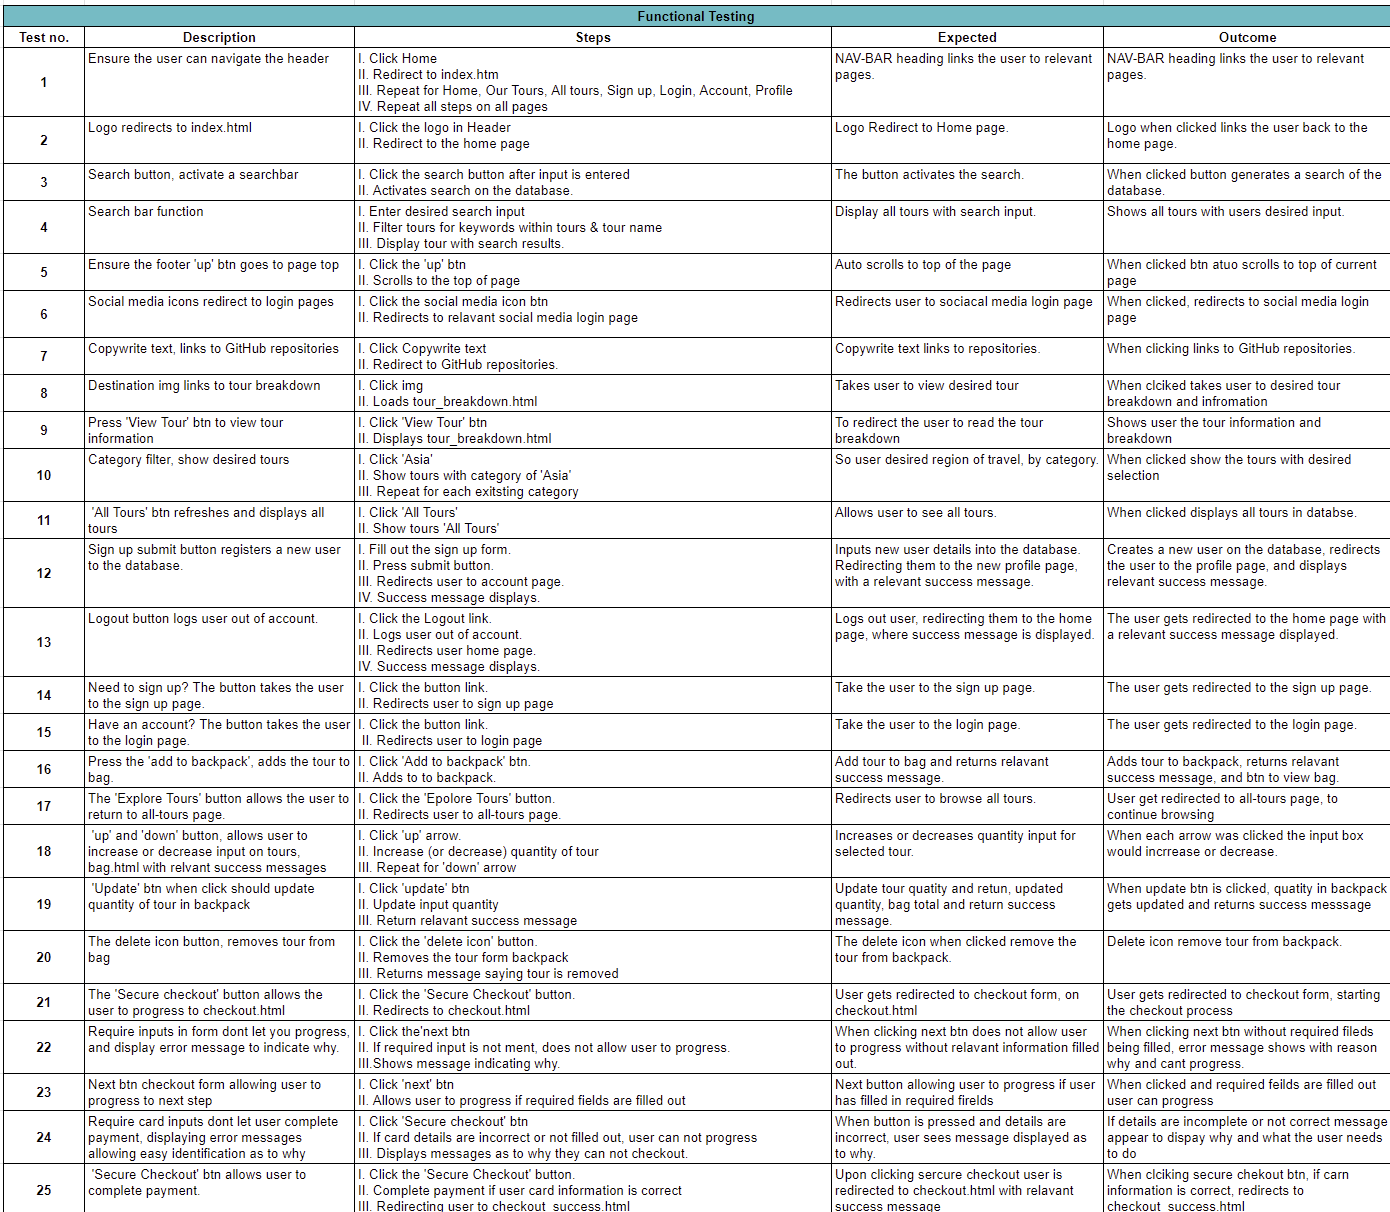 Functional Testing
Test no. Description Steps Expected Outcome
1
Ensure the user can navigate the header
I. Click Home
II. Redirect to index.htm
III. Repeat for Home, Our Tours, All tours, Sign up, Login, Account, Profile
IV. Repeat all steps on all pages
NAV-BAR heading links the user to relevant
pages.
NAV-BAR heading links the user to relevant
pages.
2
Logo redirects to index.html
I. Click the logo in Header
II. Redirect to the home page
Logo Redirect to Home page.
Logo when clicked links the user back to the
home page.
3
Search button, activate a searchbar
I. Click the search button after input is entered
II. Activates search on the database.
The button activates the search.
When clicked button generates a search of the
database.
4
Search bar function
I. Enter desired search input
II. Filter tours for keywords within tours & tour name
III. Display tour with search results.
Display all tours with search input.
Shows all tours with users desired input.
5
Ensure the footer 'up' btn goes to page top
I. Click the 'up' btn
II. Scrolls to the top of page
Auto scrolls to top of the page
When clicked btn atuo scrolls to top of current
page
6
Social media icons redirect to login pages
I. Click the social media icon btn
II. Redirects to relavant social media login page
Redirects user to sociacal media login page
When clicked, redirects to social media login
page
7
Copywrite text, links to GitHub repositories
I. Click Copywrite text
II. Redirect to GitHub repositories.
Copywrite text links to repositories.
When clicking links to GitHub repositories.
8
Destination img links to tour breakdown
I. Click img
II. Loads tour_breakdown.html
Takes user to view desired tour
When clciked takes user to desired tour
breakdown and infromation
9
Press 'View Tour' btn to view tour
information
I. Click 'View Tour' btn
II. Displays tour_breakdown.html
To redirect the user to read the tour
breakdown
Shows user the tour information and
breakdown
10
Category filter, show desired tours
I. Click 'Asia'
II. Show tours with category of 'Asia'
III. Repeat for each exitsting category
So user desired region of travel, by category.
When clicked show the tours with desired
selection
11
'All Tours' btn refreshes and displays all
tours
I. Click 'All Tours'
II. Show tours 'All Tours'
Allows user to see all tours.
When clicked displays all tours in databse.
12
Sign up submit button registers a new user
to the database.
I. Fill out the sign up form.
II. Press submit button.
III. Redirects user to account page.
IV. Success message displays.
Inputs new user details into the database.
Redirecting them to the new profile page,
with a relevant success message.
Creates a new user on the database, redirects
the user to the profile page, and displays
relevant success message.
13
Logout button logs user out of account.
I. Click the Logout link.
II. Logs user out of account.
III. Redirects user home page.
IV. Success message displays.
Logs out user, redirecting them to the home
page, where success message is displayed.
The user gets redirected to the home page with
a relevant success message displayed.
14
Need to sign up? The button takes the user
to the sign up page.
I. Click the button link.
II. Redirects user to sign up page
Take the user to the sign up page.
The user gets redirected to the sign up page.
15
Have an account? The button takes the user
to the login page.
I. Click the button link.
II. Redirects user to login page
Take the user to the login page.
The user gets redirected to the login page.
16
Press the 'add to backpack', adds the tour to
bag.
I. Click 'Add to backpack' btn.
II. Adds to to backpack.
Add tour to bag and returns relavant
success message.
Adds tour to backpack, returns relevant
success message, and btn to view bag.
17
The 'Explore Tours' button allows the user to
return to all-tours page.
I. Click the 'Epolore Tours' button.
II. Redirects user to all-tours page.
Redirects user to browse all tours.
User get redirected to all-tours page, to
continue browsing
18
'up' and 'down' button, allows user to
increase or decrease input on tours,
bag.html with relvant success messages
I. Click 'up' arrow.
II. Increase (or decrease) quantity of tour
III. Repeat for 'down' arrow
Increases or decreases quantity input for
selected tour.
When each arrow was clicked the input box
would incrrease or decrease.
19
'Update' btn when click should update
quantity of tour in backpack
I. Click 'update' btn
II. Update input quantity
III. Return relavant success message
Update tour quatity and retun, updated
quantity, bag total and return success
message.
When update btn is clicked, quatity in backpack
gets updated and returns success messsage
20
The delete icon button, removes tour from
bag
I. Click the 'delete icon' button.
II. Removes the tour form backpack
III. Returns message saying tour is removed
The delete icon when clicked remove the
tour from backpack.
Delete icon remove tour from backpack.
21
The 'Secure checkout' button allows the
user to progress to checkout.html
I. Click the 'Secure Checkout' button.
II. Redirects to checkout.html
User gets redirected to checkout form, on
checkout.html
User gets redirected to checkout form, starting
the checkout process
22
Require inputs in form dont let you progress,
and display error message to indicate why.
I. Click the'next btn
II. If required input is not ment, does not allow user to progress.
III.Shows message indicating why.
When clicking next btn does not allow user
to progress without relavant information filled
out.
When clicking next btn without required fileds
being filled, error message shows with reason
why and cant progress.
23
Next btn checkout form allowing user to
progress to next step
I. Click 'next' btn
II. Allows user to progress if required fields are filled out
Next button allowing user to progress if user
has filled in required firelds
When clicked and required feilds are filled out
user can progress
24
Require card inputs dont let user complete
payment, displaying error messages
allowing easy identification as to why
I. Click 'Secure checkout' btn
II. If card details are incorrect or not filled out, user can not progress
III. Displays messages as to why they can not checkout.
When button is pressed and details are
incorrect, user sees message displayed as
to why.
If details are incomplete or not correct message
appear to dispay why and what the user needs
to do
25
'Secure Checkout' btn allows user to
complete payment.
I. Click the 'Secure Checkout' button.
II. Complete payment if user card information is correct
III. Redirecting user to checkout_success.html
Upon clicking sercure checkout user is
redirected to checkout.html with relavant
success message
When clciking secure chekout btn, if carn
information is correct, redirects to
checkout_success.html